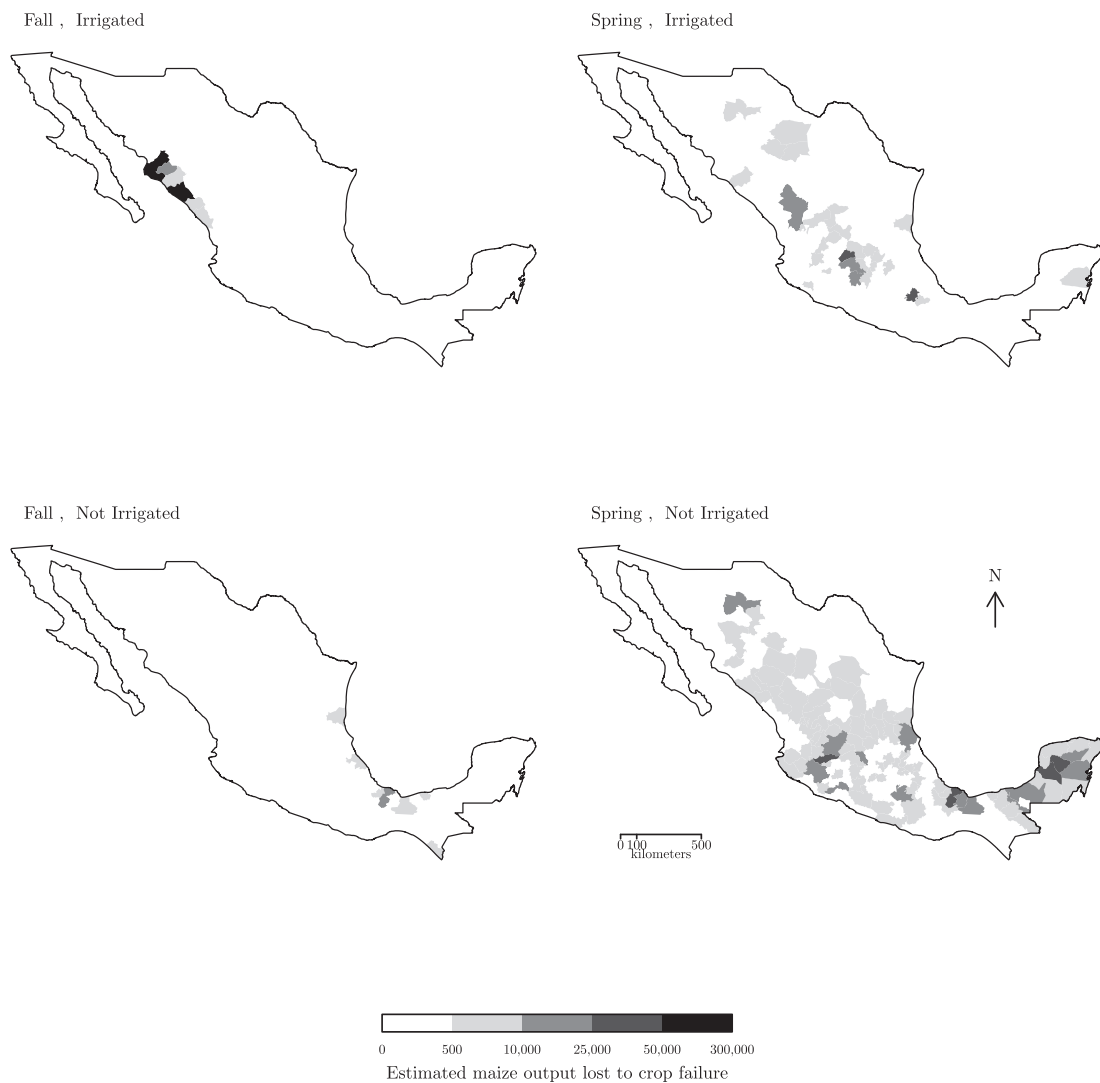 Fall , Irrigated
Spring , Irrigated
Fall , Not Irrigated
Spring , Not Irrigated
N
0 100 500
kilometers
0 500 10,000 25,000 50,000 300,000
Estimated maize output lost to crop failure